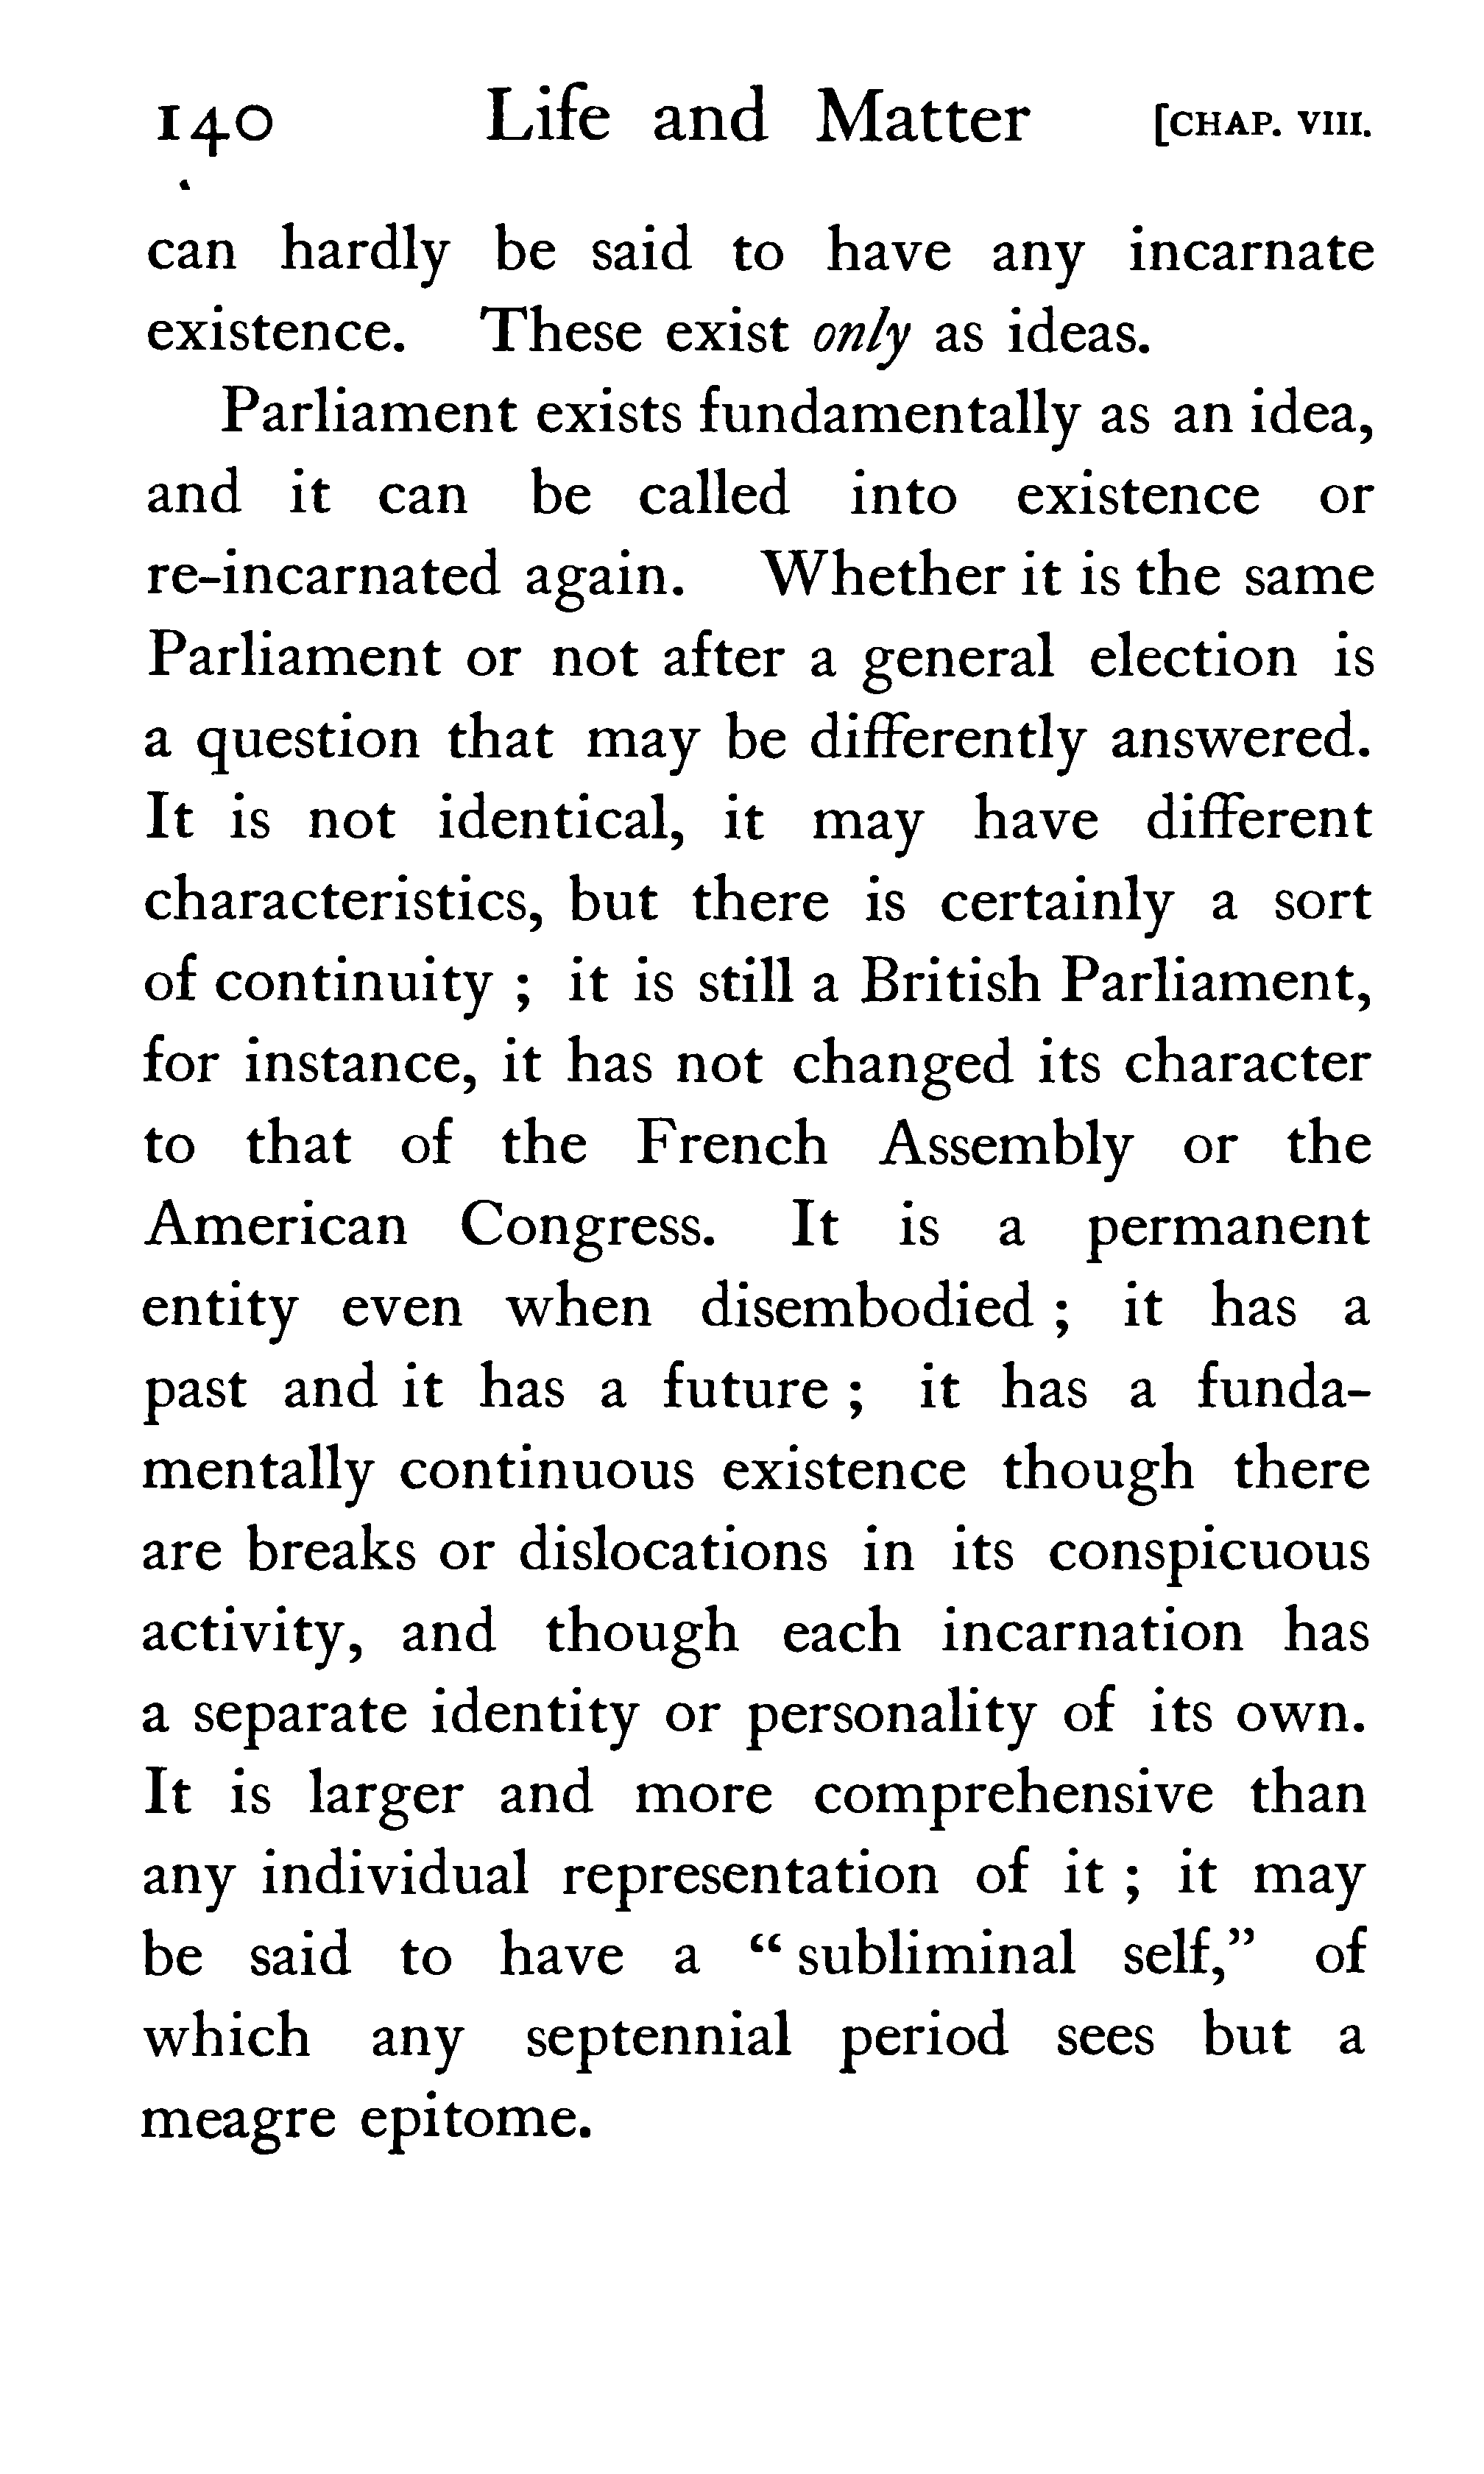 140 Life and Matter [CHAP. VIII.
can hardly be said to have any incarnate
existence. These exist only as ideas.
Parliament exists fundamentally as an idea,
and it can be called into existence or
re-incarnated again. Whether it is the same
Parliament or not after a general election is
a question that may be differently answered.
It is not identical, it may have different
characteristics, but there is certainly a sort
of continuity ; it is still a British Parliament,
for instance, it has not changed its character
to that of the French Assembly or the
American Congress. It is a permanent
entity even when disembodied ; it has a
past and it has a future ; it has a funda-
mentally continuous existence though there
are breaks or dislocations in its conspicuous
activity, and though each incarnation has
a separate identity or personality of its own.
It is larger and more comprehensive than
any individual representation of it ; it may
be said to have a “ subliminal self,” of
which any septennial period sees but a
meagre epitome.